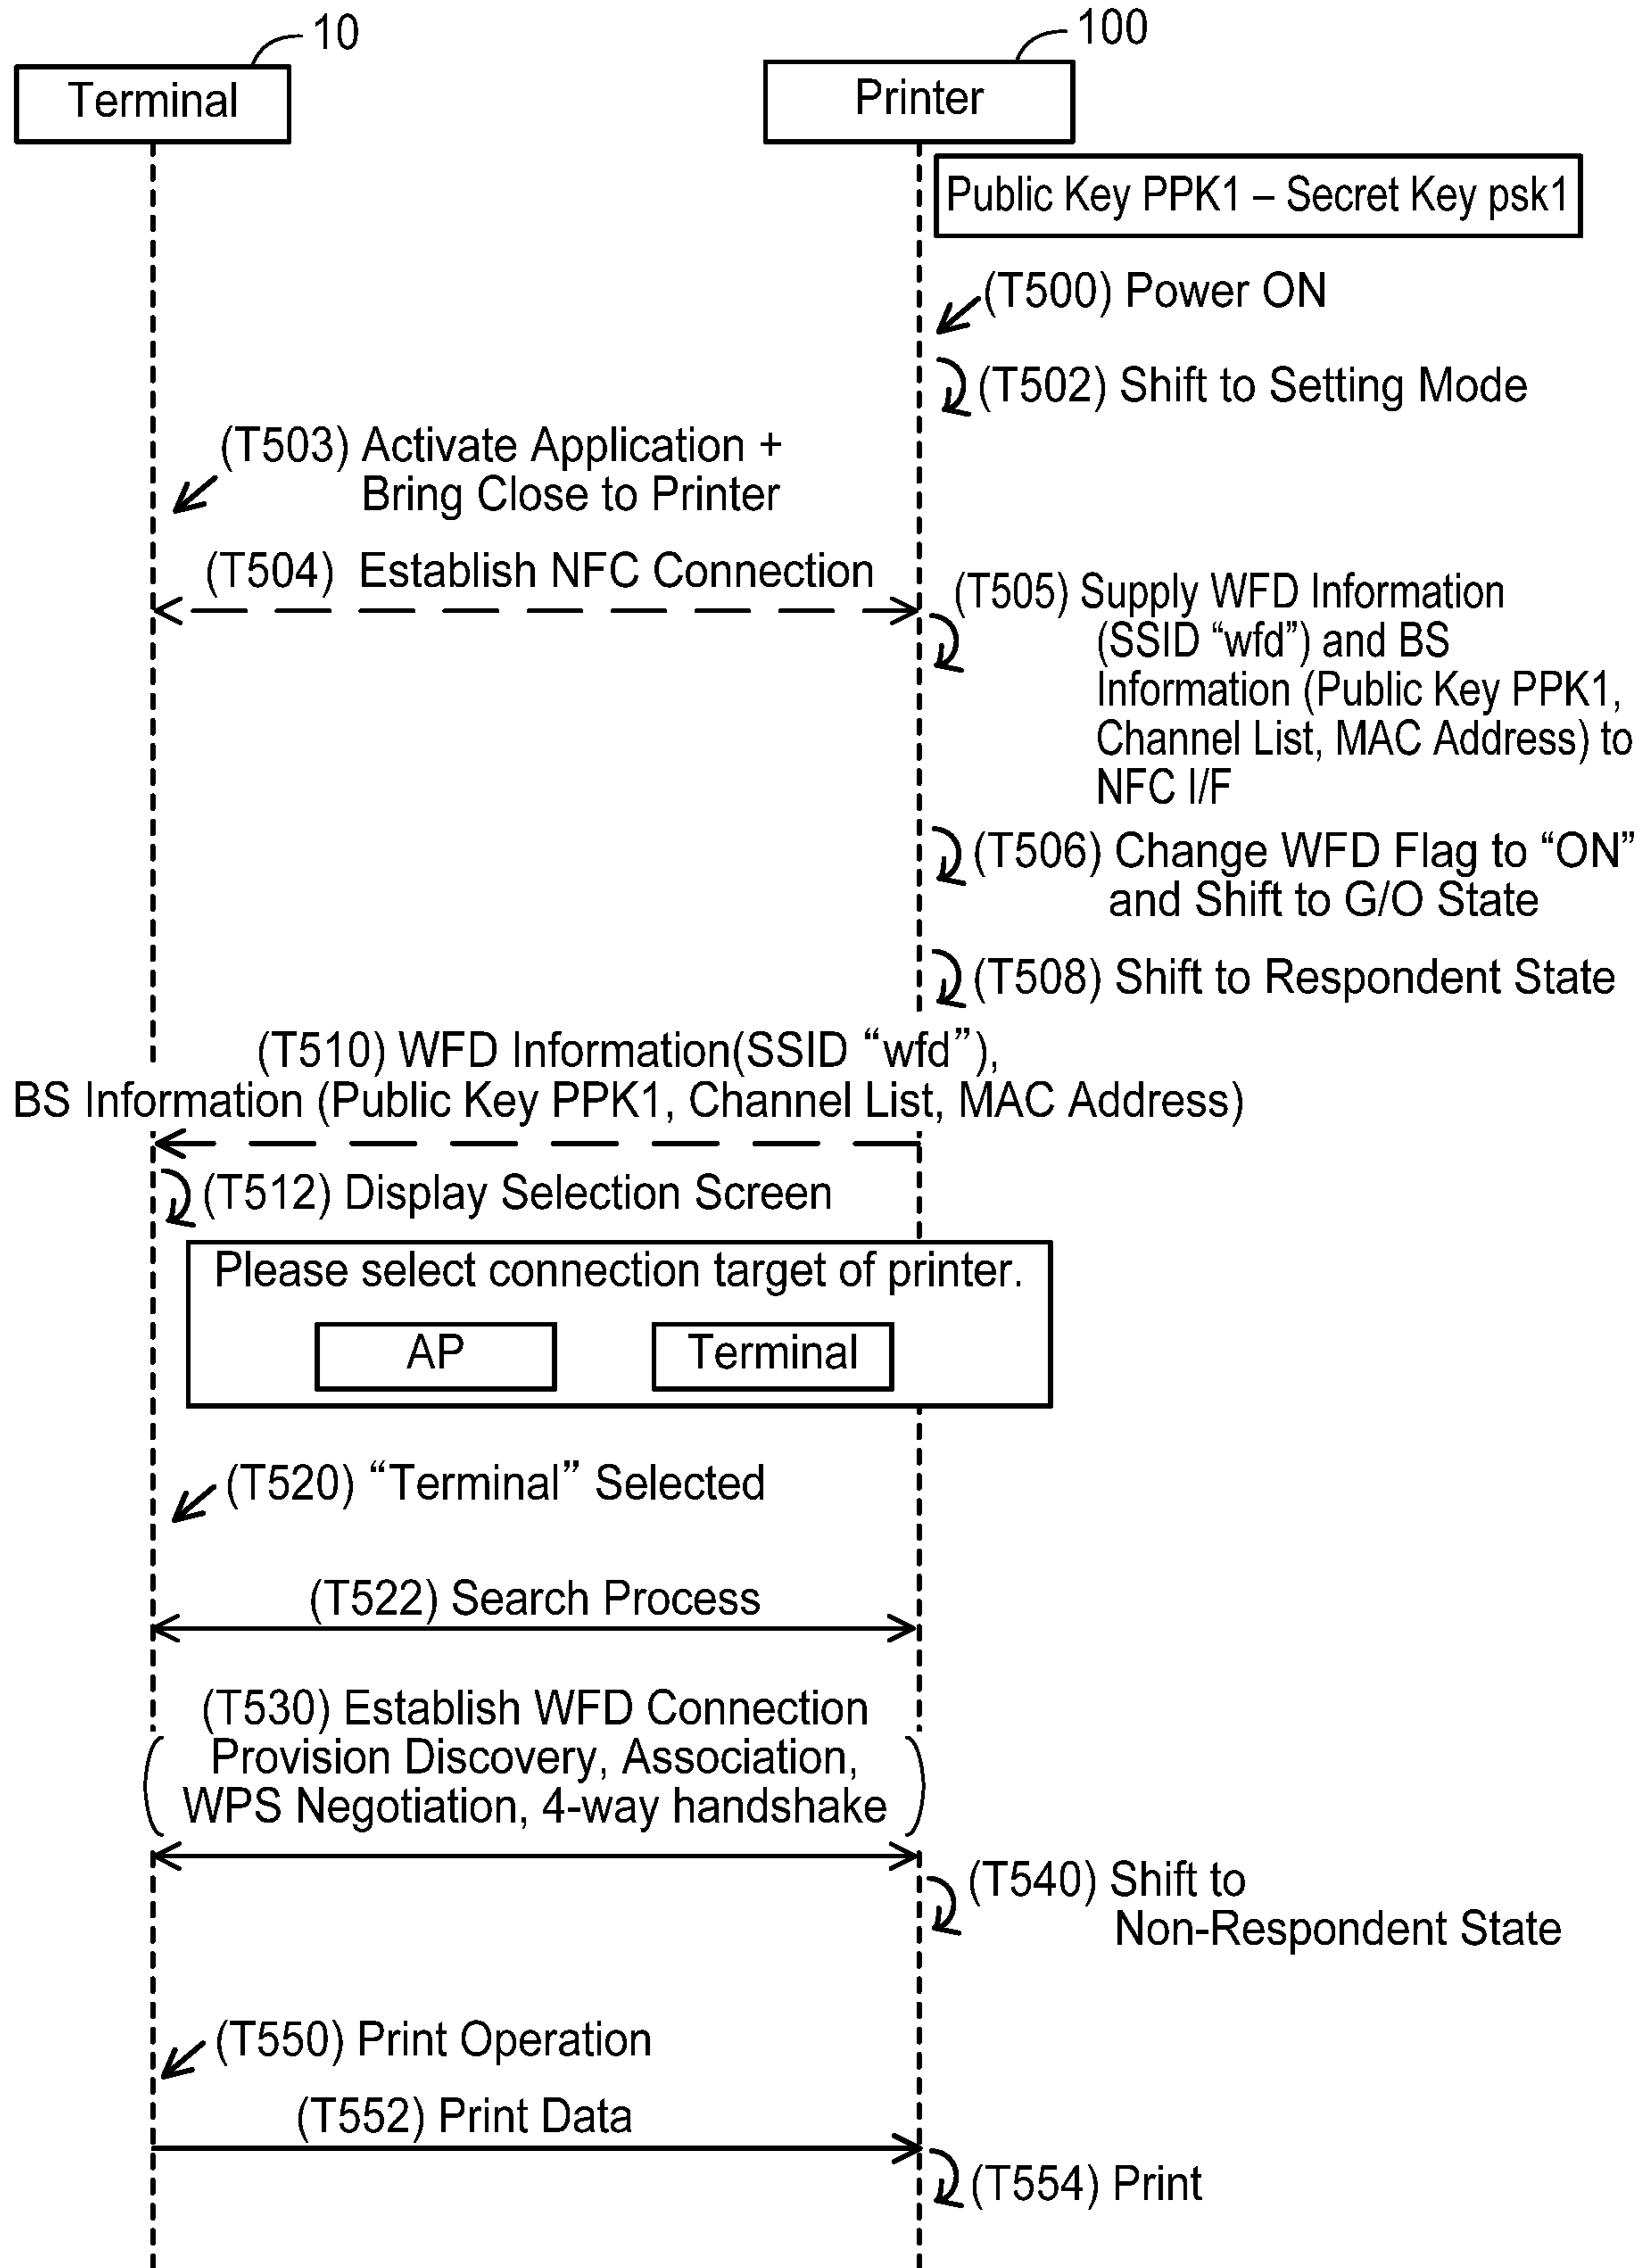 10
100
Terminal
Printer
Public Key PPK1 – Secret Key psk1
(T500) Power ON
(T502) Shift to Setting Mode
(T503) Activate Application +
Bring Close to Printer
(T504) Establish NFC Connection
(T505) Supply WFD Information
(SSID “wfd”) and BS
Information (Public Key PPK1,
Channel List, MAC Address) to
NFC I/F
(T506) Change WFD Flag to “ON”
and Shift to G/O State
(T508) Shift to Respondent State
(T510) WFD Information(SSID “wfd”),
BS Information (Public Key PPK1, Channel List, MAC Address)
(T512) Display Selection Screen
Please select connection target of printer.
AP
Terminal
(T520) “Terminal” Selected
(T522) Search Process
(T530) Establish WFD Connection
Provision Discovery, Association,
WPS Negotiation, 4-way handshake
(T540) Shift to
Non-Respondent State
(T550) Print Operation
(T552) Print Data
(T554) Print